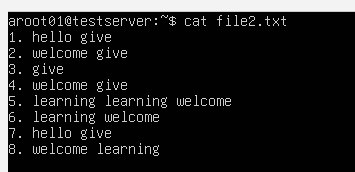 aroot01@testserver:~$ cat file2.txt
1. hello give
2. welcome give
3. give
4. welcome give
5. learning learning welcome
6. learning welcome
7. hello give
8. welcome learning